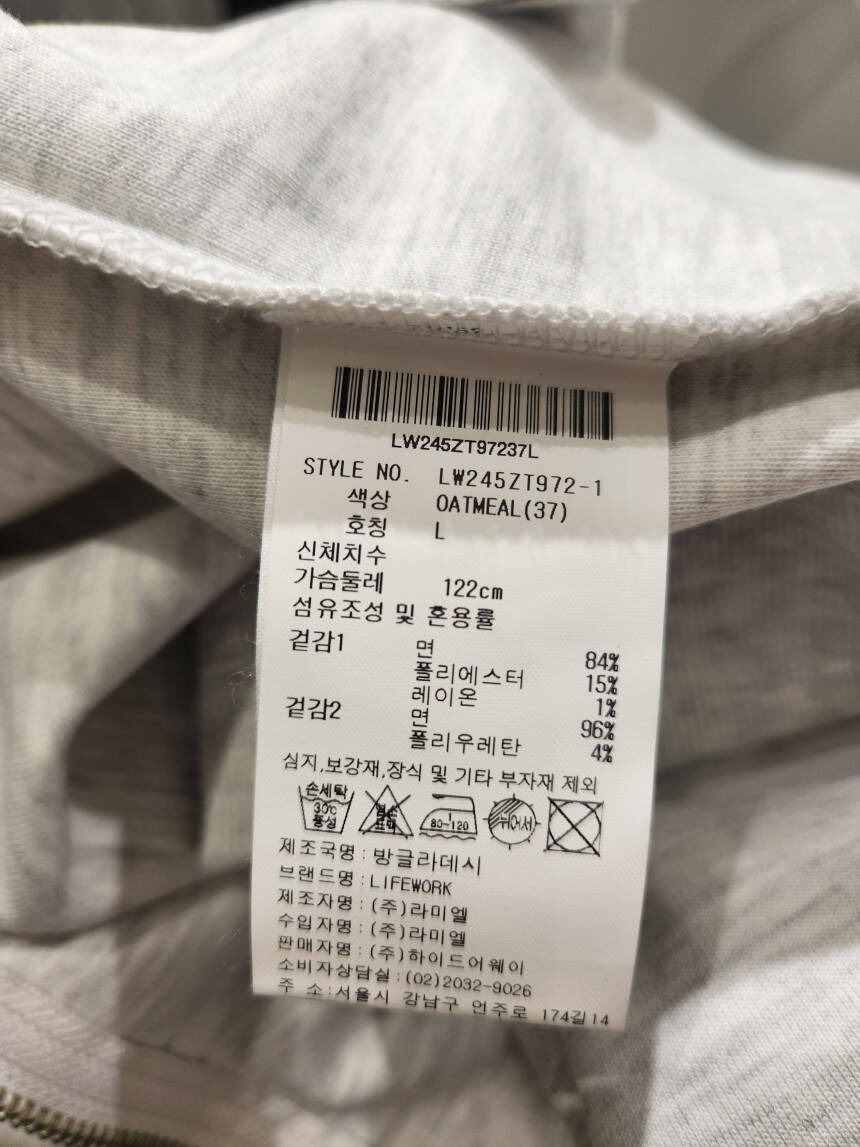 LW245ZT97237L
STYLE NO. LW245ZT972-1
색상 OATMEAL(37)
호칭 L
신체치수
가슴둘레 122cm
섬유조성 및 혼용률
겉감1 면 84%
폴리에스터 15%
레이온 1%
겉감2 면 96%
폴리우레탄 4%
심지,보강재,장식 및 기타 부자재 제외
손세탁
30℃
중성
염소
표백
80~120
뉘어서
제조국명 : 방글라데시
브랜드명 : LIFEWORK
제조자명 : (주)라미엘
수입자명 : (주)라미엘
판매자명 : (주)하이드어웨이
소비자상담실 : (02)2032-9026
주 소 : 서울시 강남구 언주로 174길14